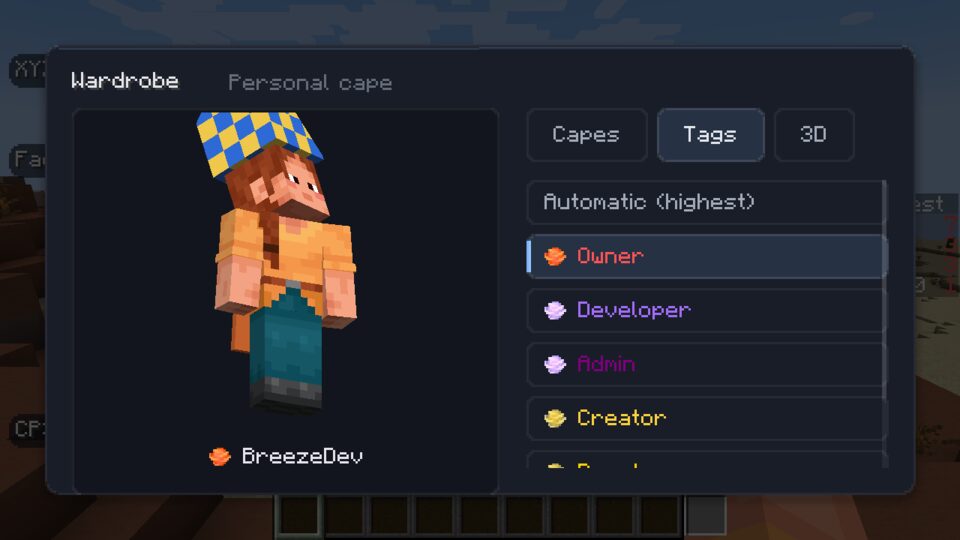 Wardrobe
Personal cape
Capes
Tags
3D
Automatic (highest)
Owner
Developer
Admin
Creator
BreezeDev